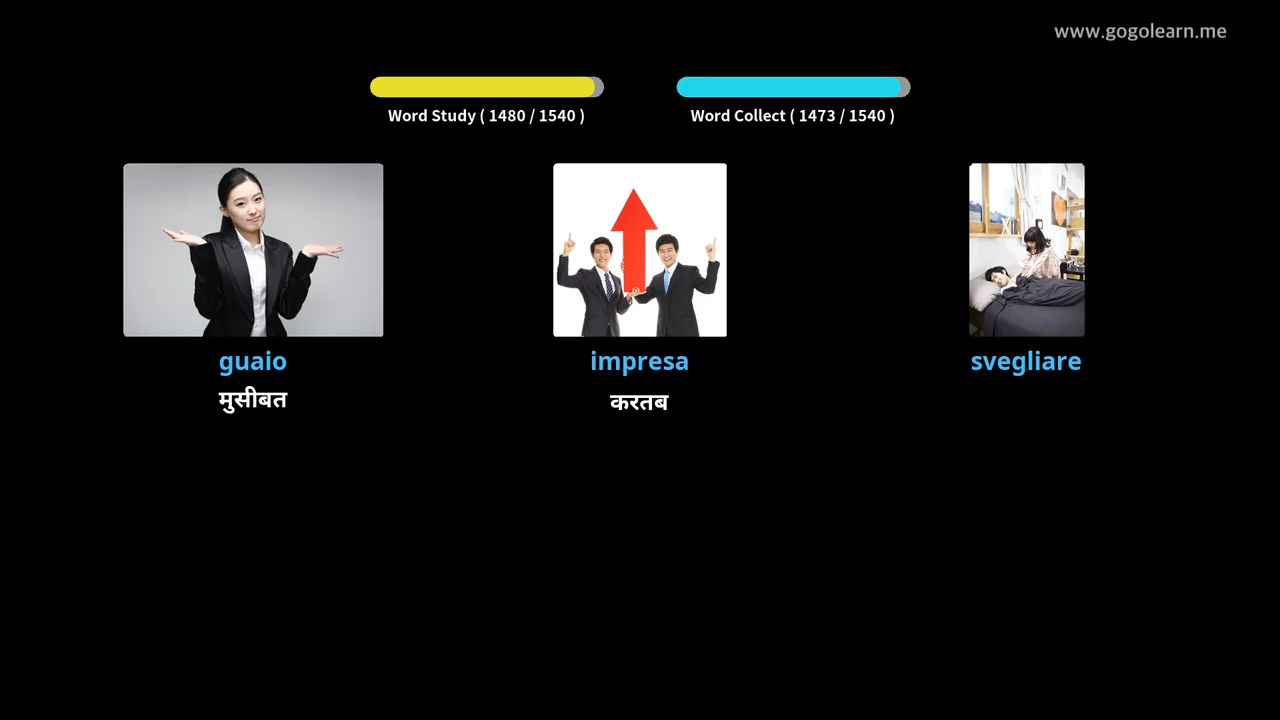 www.gogolearn.me
Word Study ( 1480 / 1540 )
Word Collect ( 1473 / 1540 )
guaio
impresa
svegliare
मुसीबत
करतब